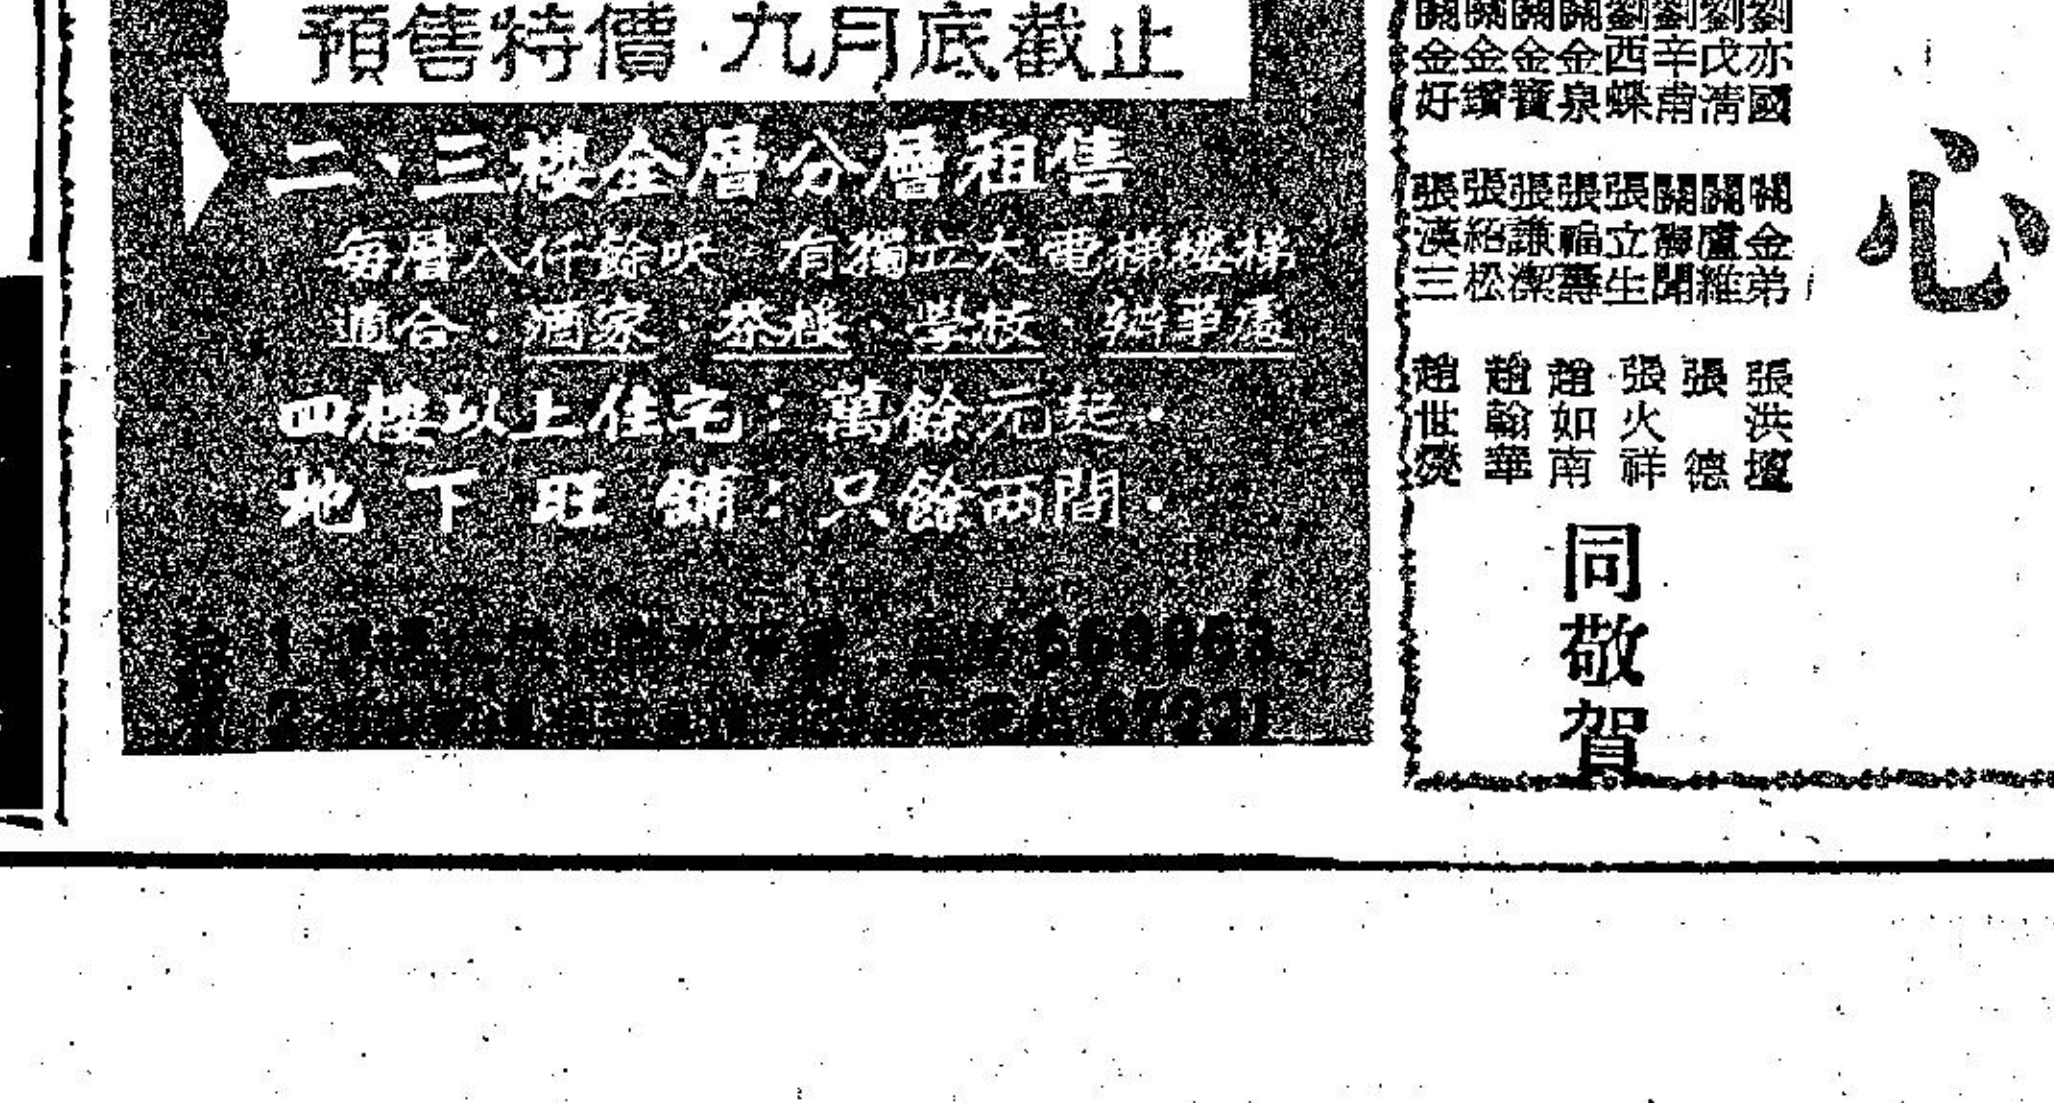 預售特價·九月底截止
二、三樓全層分層租售
每層八仟餘呎·有獨立大電梯樓梯
適合：酒家、茶樓、學校、辦事處
四樓以上住宅：萬餘元起·
地下旺鋪：只餘兩間·
心
劉亦國
劉戊清
劉辛甫
劉西蝶
關金泉
關金寶
關金鑽
關金好
關金弟
關盧維
張立生
張福壽
張謙潔
張紹松
張漢三
張洪
張德
張火祥
趙如南
趙翰華
趙世燊
同敬賀